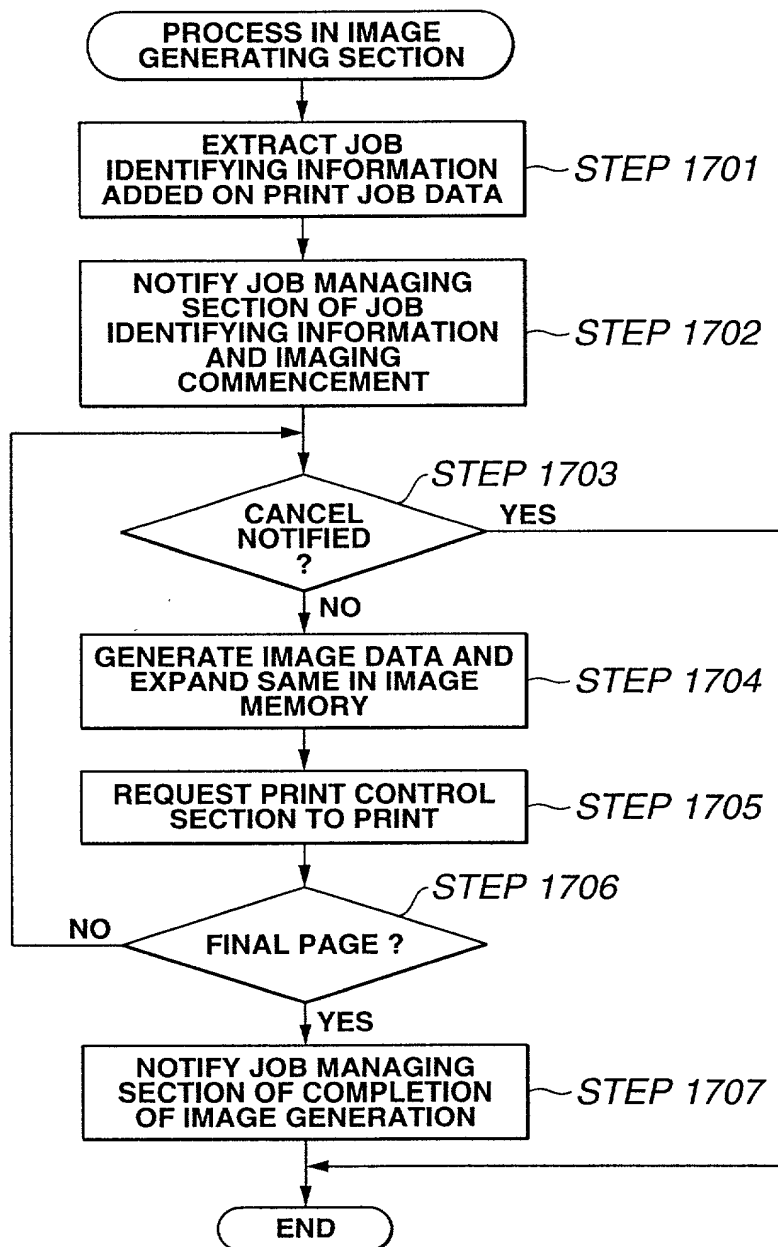 PROCESS IN IMAGE
GENERATING SECTION
EXTRACT JOB
IDENTIFYING INFORMATION
ADDED ON PRINT JOB DATA
STEP 1701
NOTIFY JOB MANAGING
SECTION OF JOB
IDENTIFYING INFORMATION
AND IMAGING
COMMENCEMENT
STEP 1702
STEP 1703
CANCEL
NOTIFIED
?
YES
NO
GENERATE IMAGE DATA AND
EXPAND SAME IN IMAGE
MEMORY
STEP 1704
REQUEST PRINT CONTROL
SECTION TO PRINT
STEP 1705
STEP 1706
NO
FINAL PAGE ?
YES
NOTIFY JOB MANAGING
SECTION OF COMPLETION
OF IMAGE GENERATION
STEP 1707
END